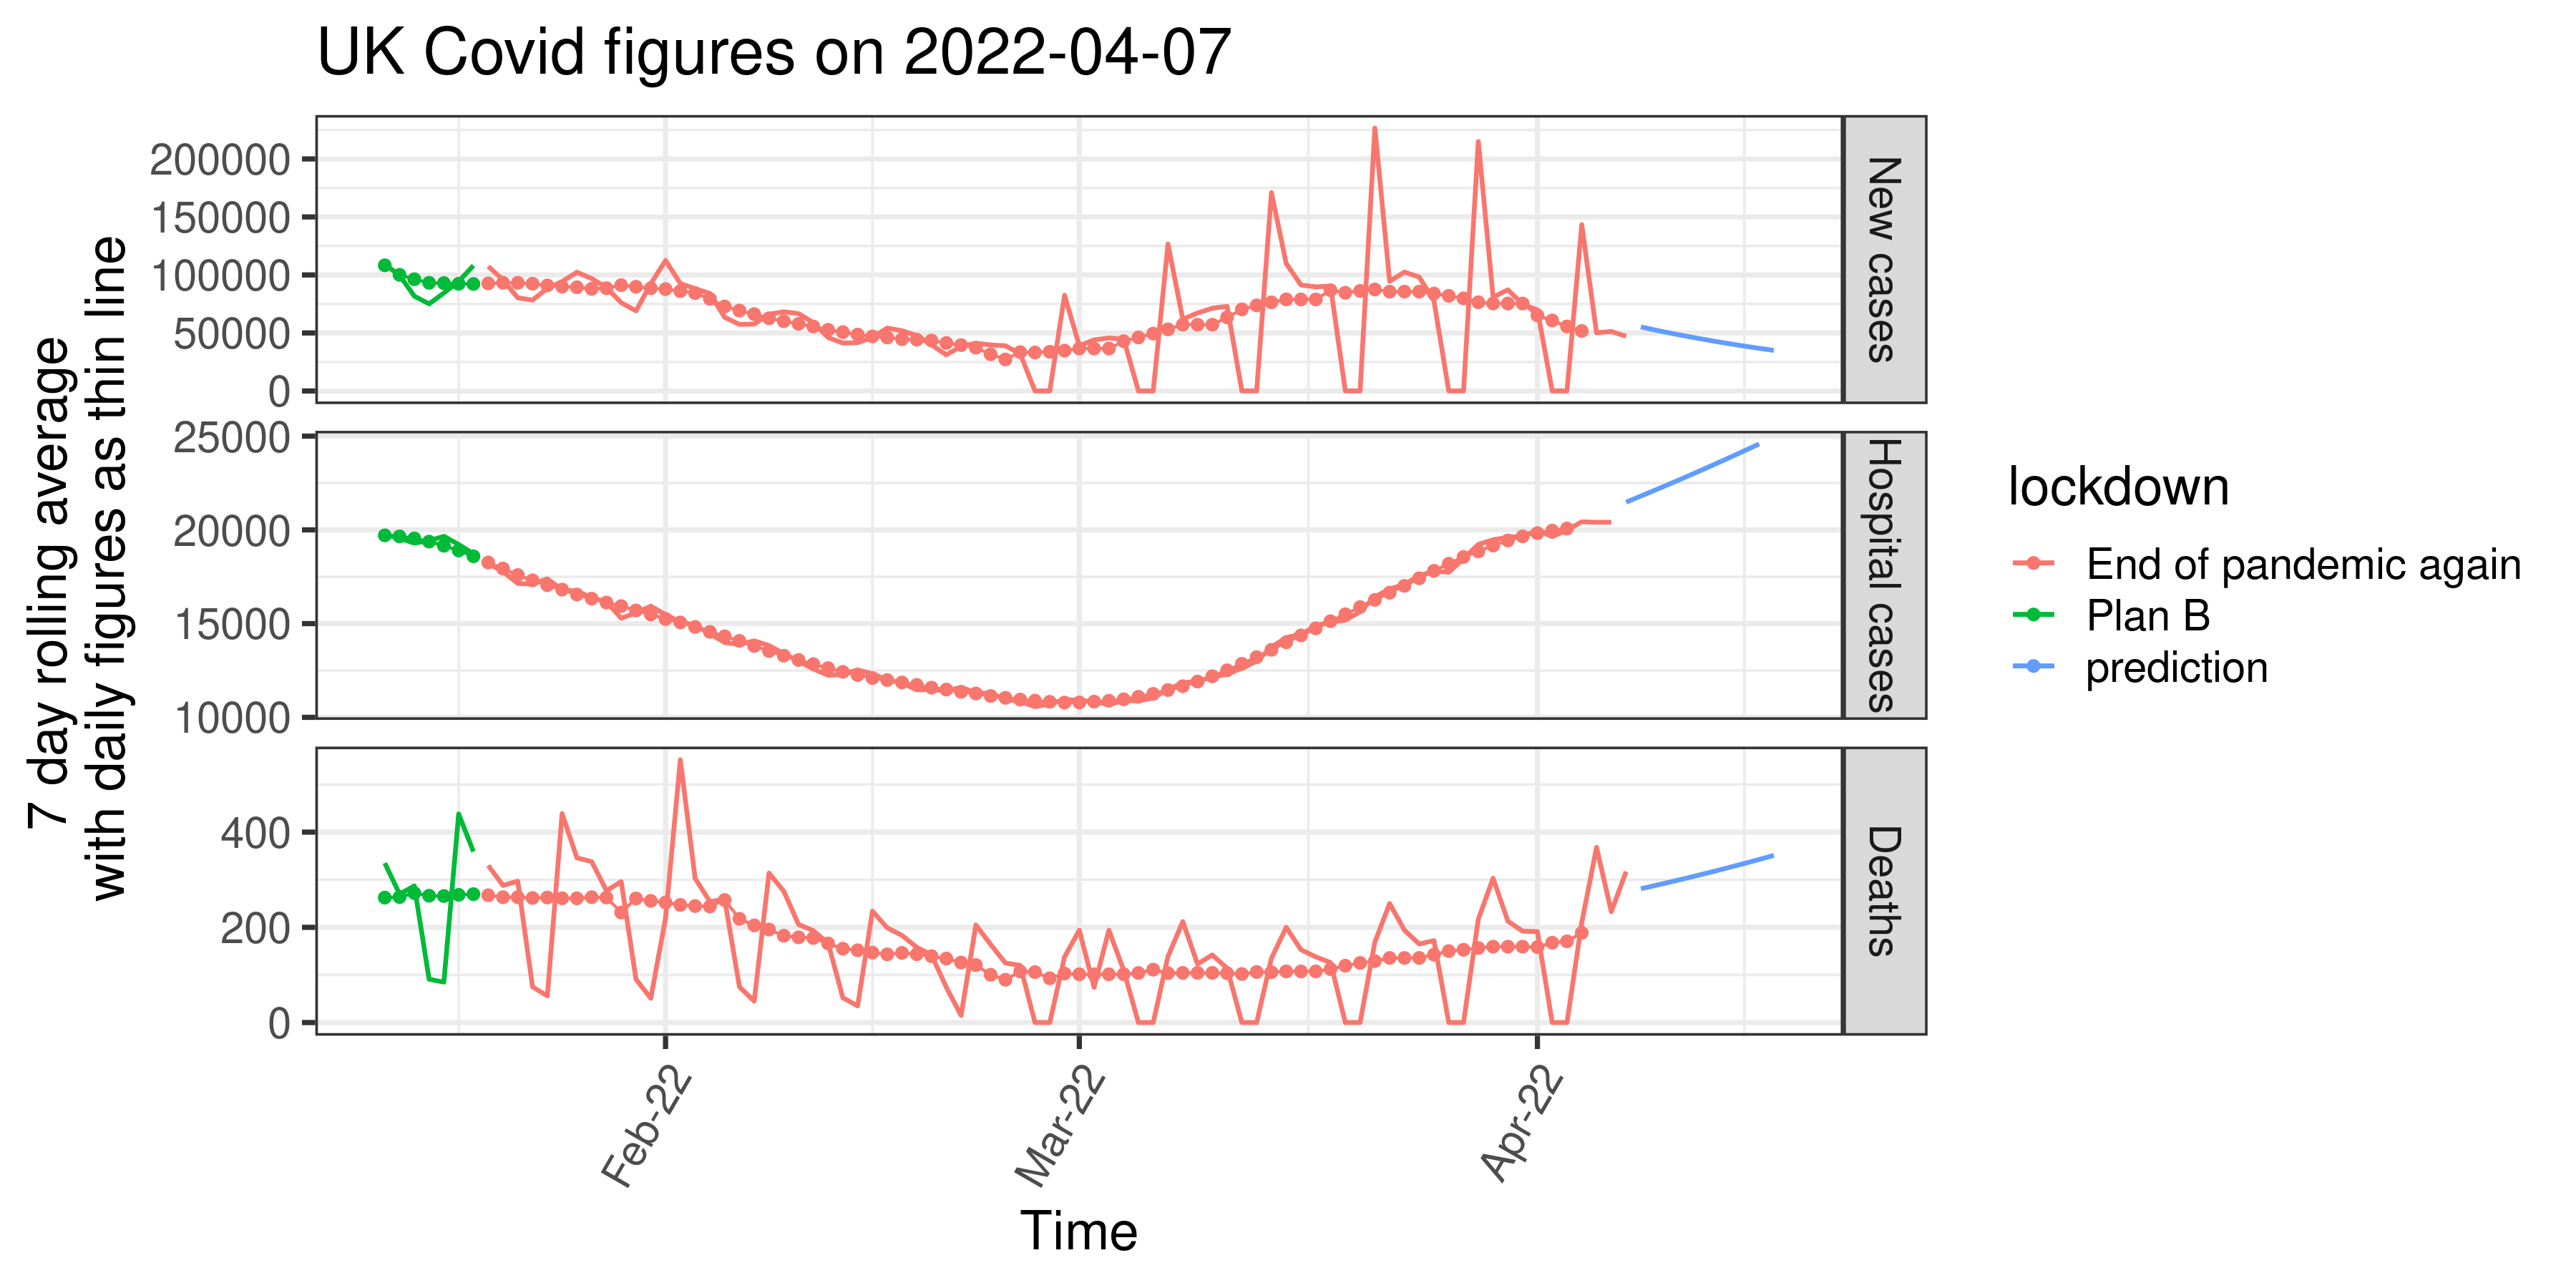 UK Covid figures on 2022-04-07
7 day rolling average
with daily figures as thin line
200000
150000
100000
50000
0
New cases
25000
20000
15000
10000
Hospital cases
400
200
0
Deaths
Feb-22
Mar-22
Apr-22
Time
lockdown
End of pandemic again
Plan B
prediction